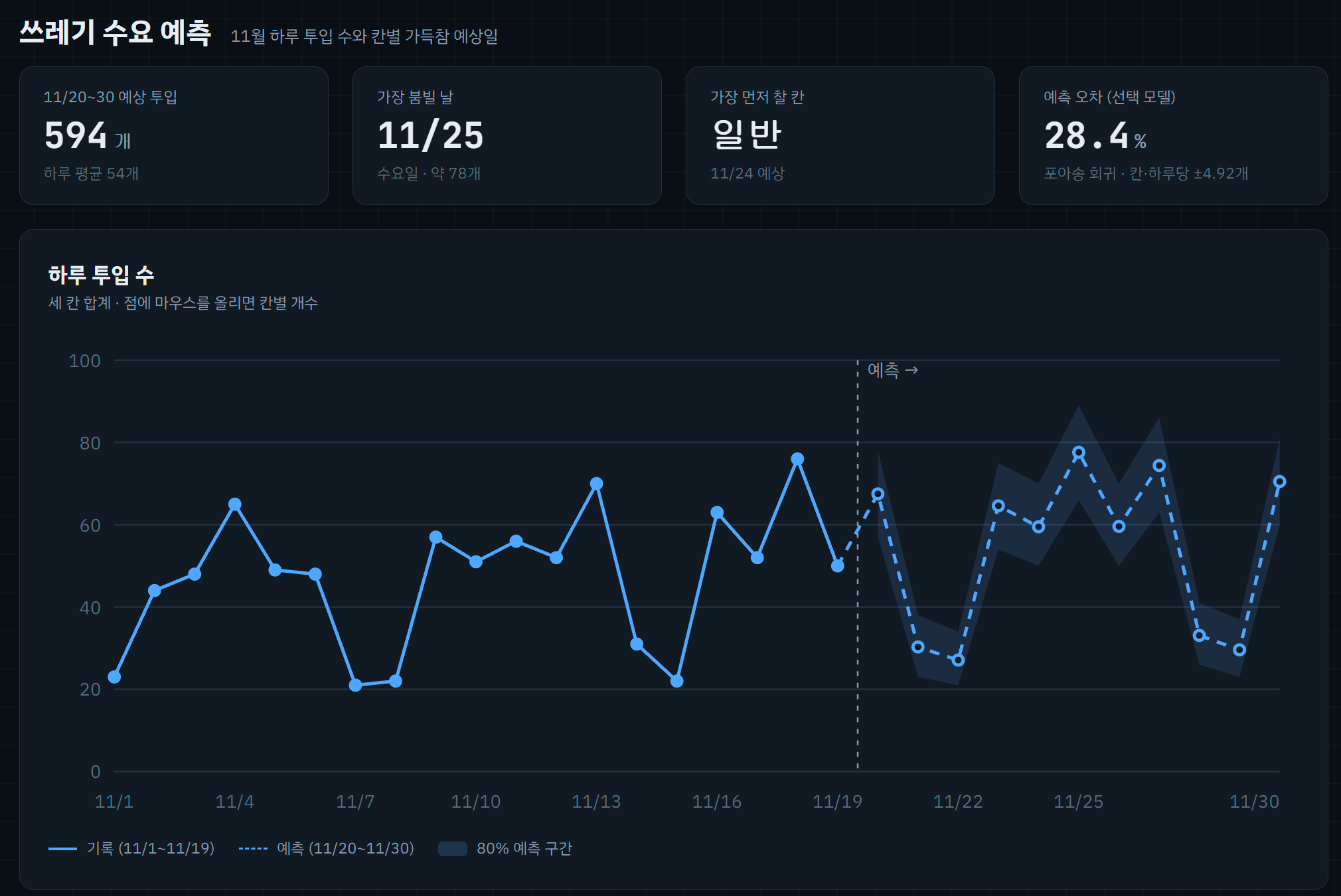 쓰레기 수요 예측 11월 하루 투입 수와 칸별 가득참 예상일
11/20~30 예상 투입
594 개
하루 평균 54개
가장 붐빌 날
11/25
수요일 · 약 78개
가장 먼저 찰 칸
일반
11/24 예상
예측 오차 (선택 모델)
28.4 %
포아송 회귀 · 칸·하루당 ±4.92개
하루 투입 수
세 칸 합계 · 점에 마우스를 올리면 칸별 개수
100
예측 →
80
60
40
20
0
11/1 11/4 11/7 11/10 11/13 11/16 11/19 11/22 11/25 11/30
기록 (11/1~11/19) 예측 (11/20~11/30) 80% 예측 구간